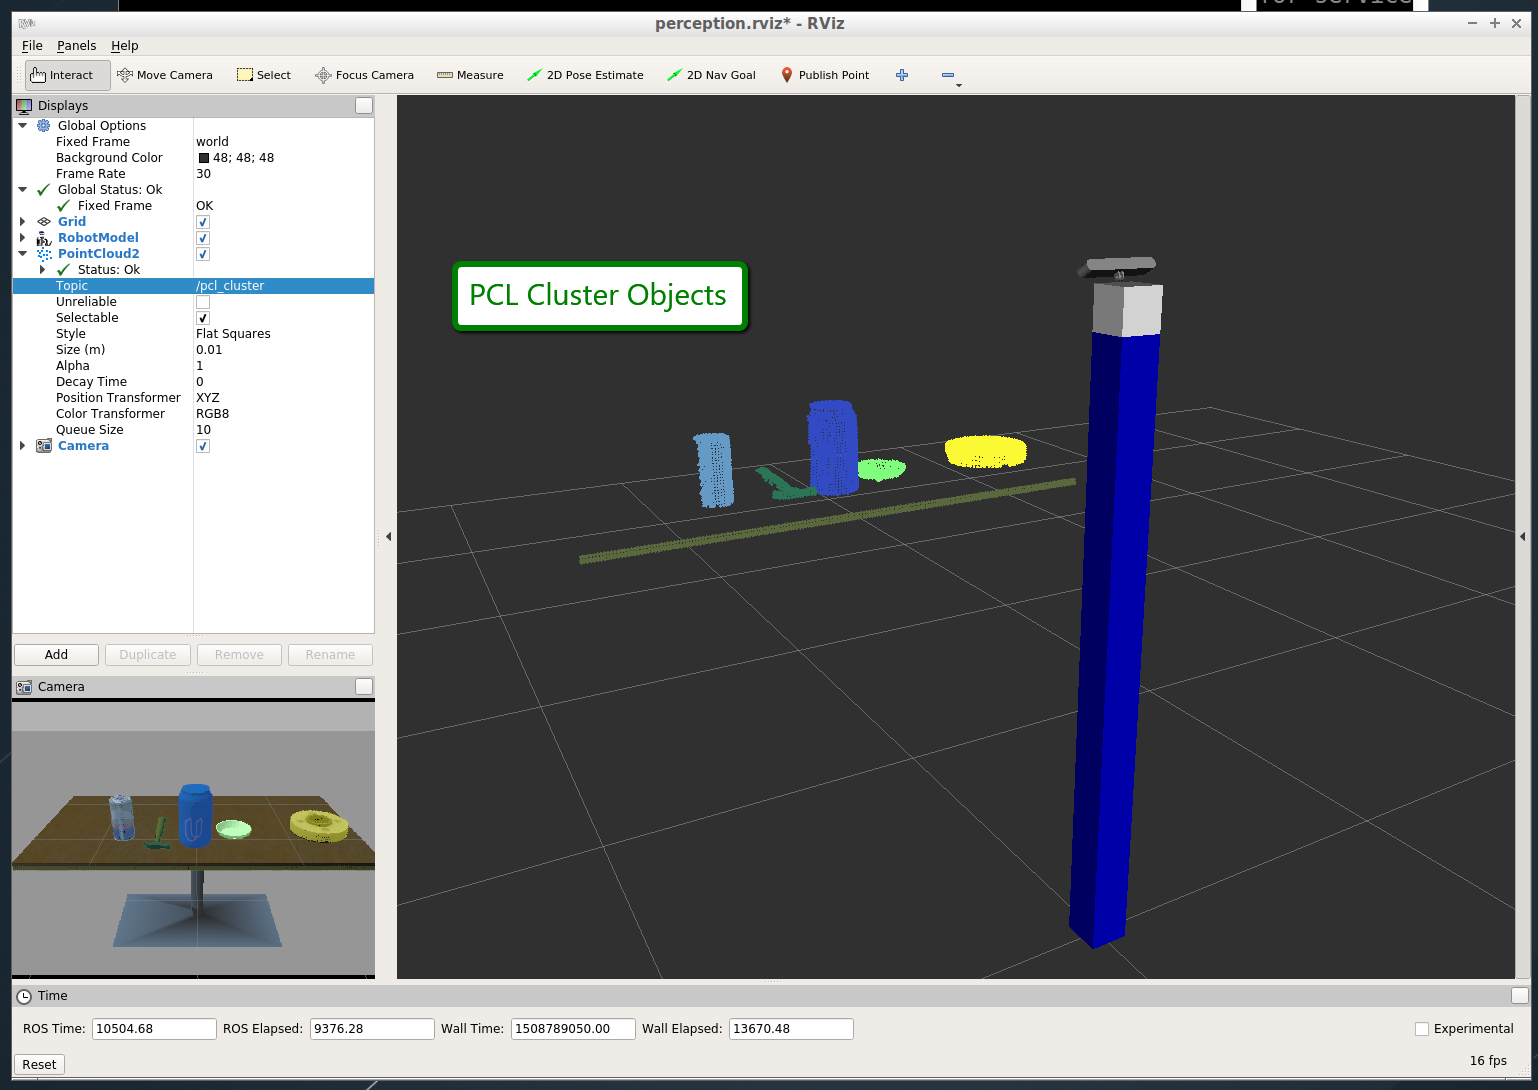 for service
perception.rviz* - RViz
File Panels Help
Interact Move Camera Select Focus Camera Measure 2D Pose Estimate 2D Nav Goal Publish Point
Displays
Global Options
Fixed Frame world
Background Color 48; 48; 48
Frame Rate 30
Global Status: Ok
Fixed Frame OK
Grid
RobotModel
PointCloud2
Status: Ok
Topic /pcl_cluster
Unreliable
Selectable
Style Flat Squares
Size (m) 0.01
Alpha 1
Decay Time 0
Position Transformer XYZ
Color Transformer RGB8
Queue Size 10
Camera
Add Duplicate Remove Rename
Camera
PCL Cluster Objects
Time
ROS Time: 10504.68 ROS Elapsed: 9376.28 Wall Time: 1508789050.00 Wall Elapsed: 13670.48 Experimental
Reset 16 fps